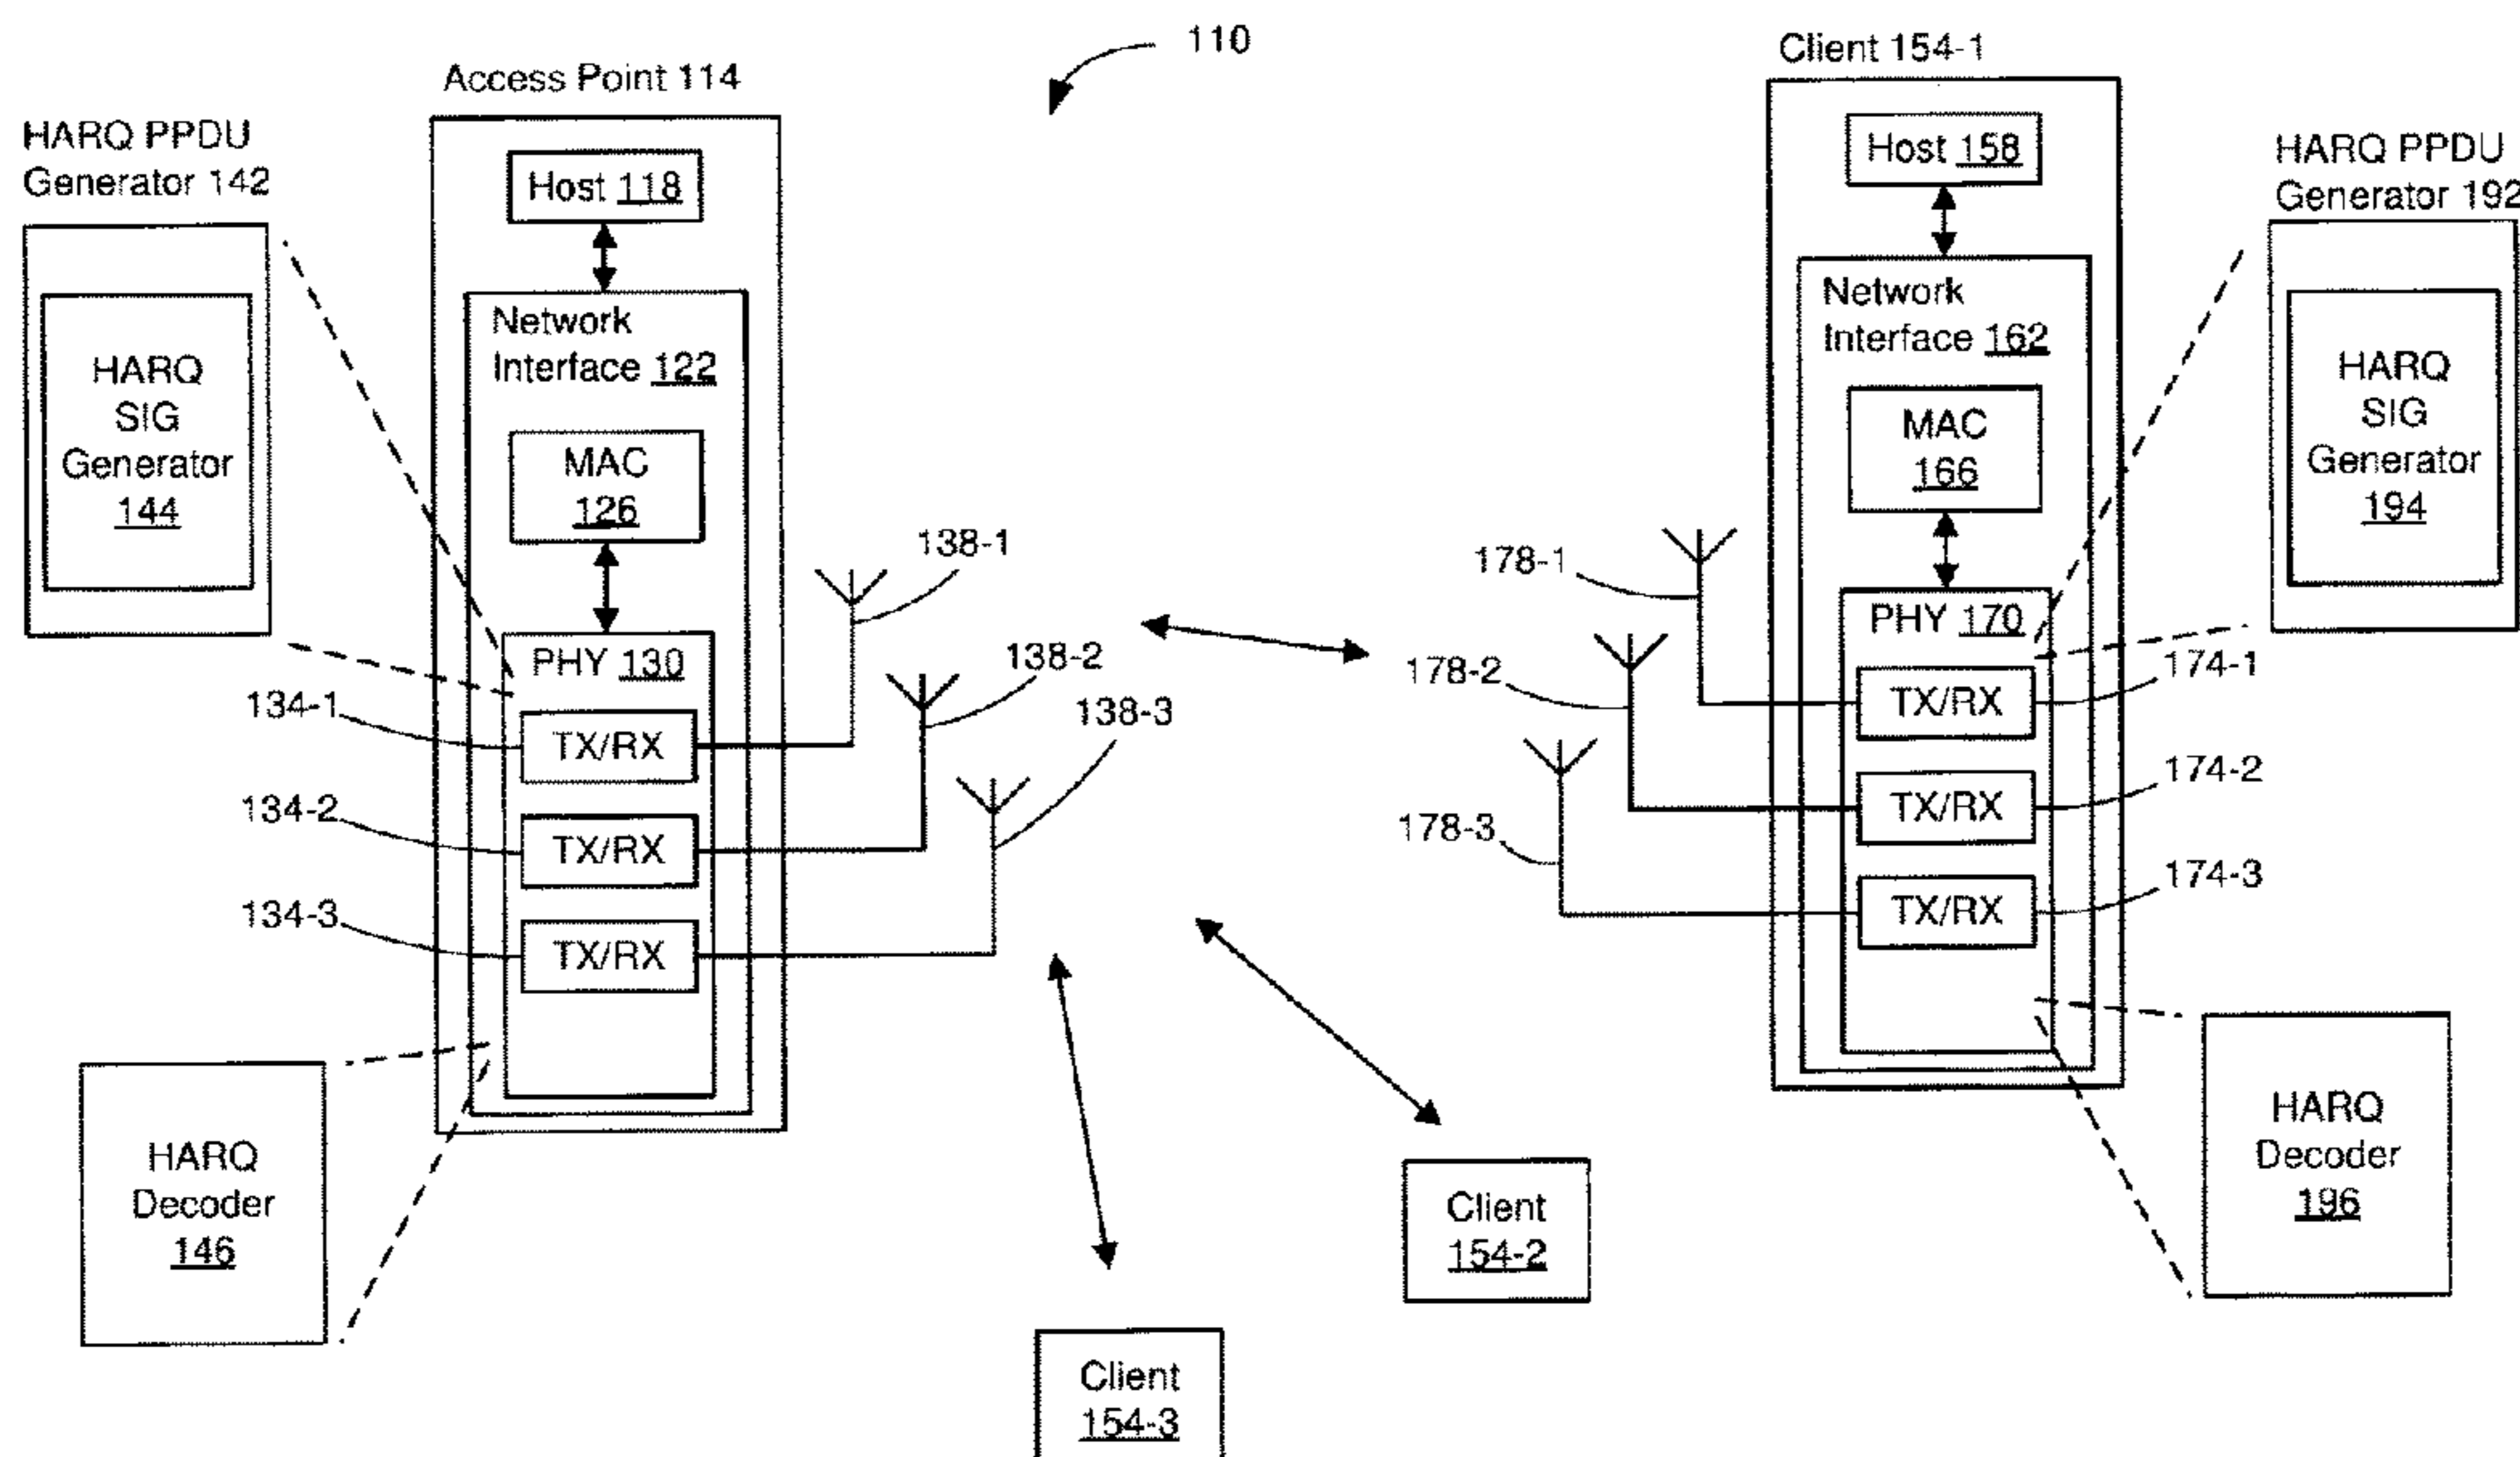 110
Access Point 114
Client 154-1
HARQ PPDU
Generator 142
HARQ
SIG
Generator
144
Host 118
Network
Interface 122
MAC
126
PHY 130
TX/RX
TX/RX
TX/RX
134-1
134-2
134-3
138-1
138-2
138-3
HARQ
Decoder
146
Host 158
Network
Interface 162
MAC
166
PHY 170
TX/RX
TX/RX
TX/RX
178-1
178-2
178-3
174-1
174-2
174-3
HARQ PPDU
Generator 192
HARQ
SIG
Generator
194
HARQ
Decoder
196
Client
154-2
Client
154-3